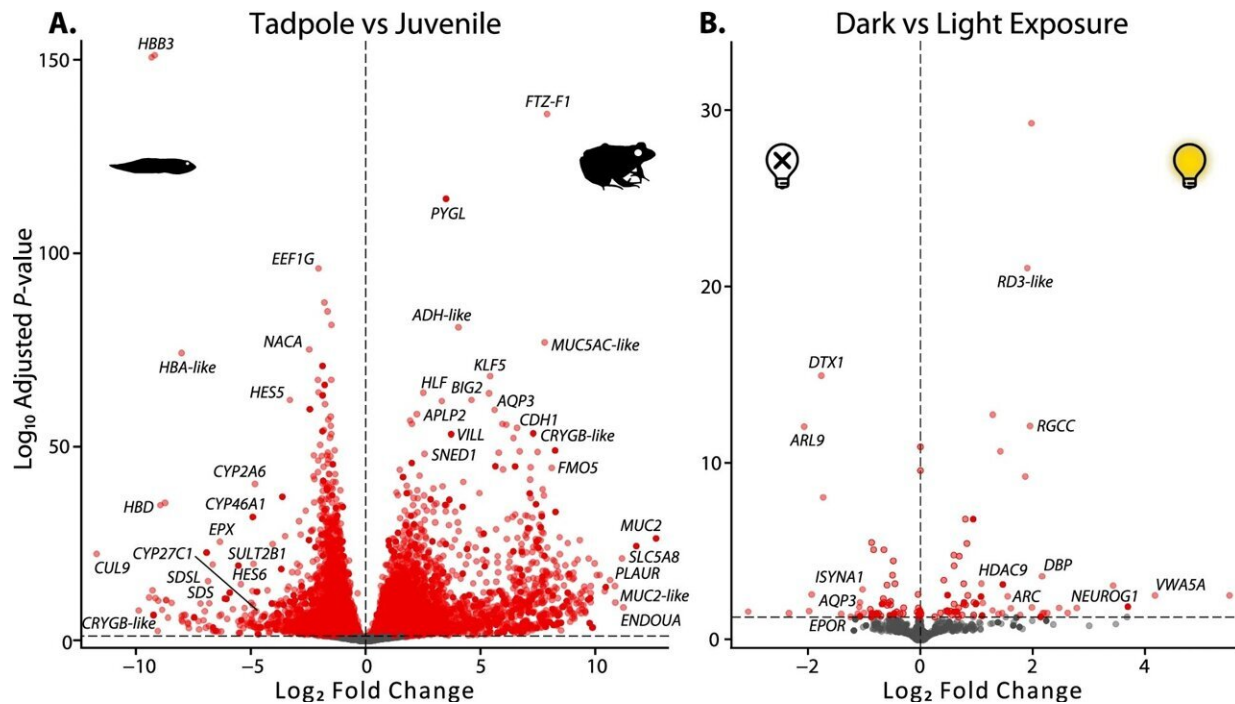 A. Tadpole vs Juvenile
HBB3
FTZ-F1
PYGL
EEF1G
ADH-like
NACA
MUC5AC-like
HBA-like
KLF5
HES5
HLF BIG2
AQP3
APLP2
CDH1
VILL
CRYGB-like
SNED1
FMO5
CYP2A6
HBD
CYP46A1
EPX
MUC2
CYP27C1
SULT2B1
SLC5A8
CUL9
SDSL
HES6
PLAUR
SDS
MUC2-like
CRYGB-like
ENDOUA
150
100
50
0
−10 −5 0 5 10
Log₁₀ Adjusted P-value
Log₂ Fold Change
B. Dark vs Light Exposure
RD3-like
DTX1
ARL9
RGCC
ISYNA1
HDAC9
DBP
AQP3
ARC
NEUROG1
VWA5A
EPOR
30
20
10
0
−2 0 2 4
Log₁₀ Adjusted P-value
Log₂ Fold Change